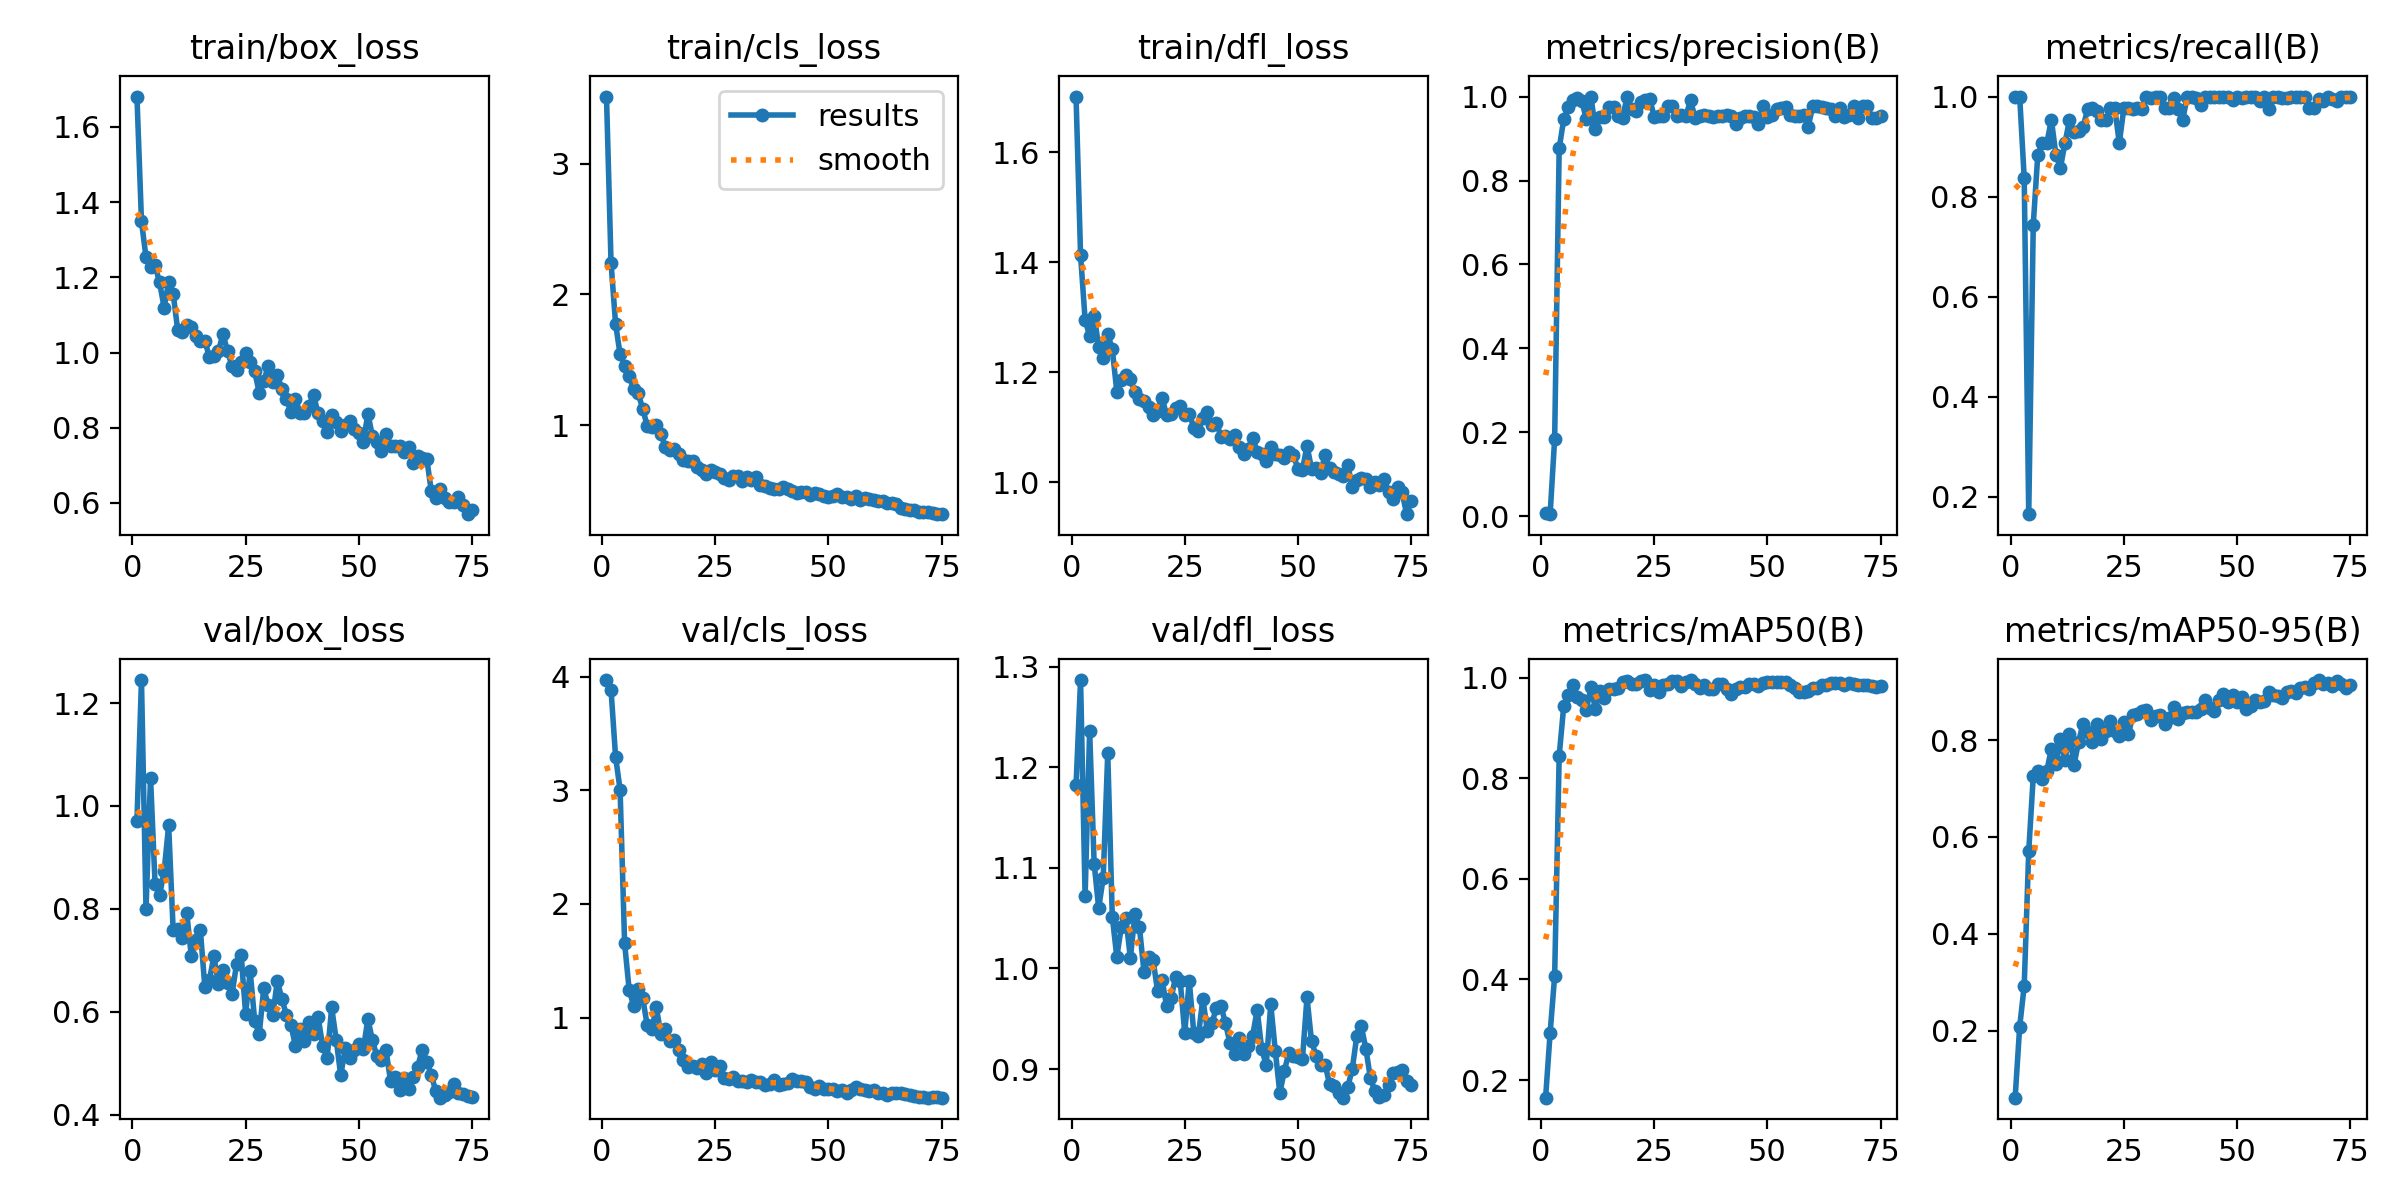 train/box_loss
1.6
1.4
1.2
1.0
0.8
0.6
0 25 50 75
train/cls_loss
results
smooth
3
2
1
0 25 50 75
train/dfl_loss
1.6
1.4
1.2
1.0
0 25 50 75
metrics/precision(B)
1.0
0.8
0.6
0.4
0.2
0.0
0 25 50 75
metrics/recall(B)
1.0
0.8
0.6
0.4
0.2
0 25 50 75
val/box_loss
1.2
1.0
0.8
0.6
0.4
0 25 50 75
val/cls_loss
4
3
2
1
0 25 50 75
val/dfl_loss
1.3
1.2
1.1
1.0
0.9
0 25 50 75
metrics/mAP50(B)
1.0
0.8
0.6
0.4
0.2
0 25 50 75
metrics/mAP50-95(B)
0.8
0.6
0.4
0.2
0 25 50 75